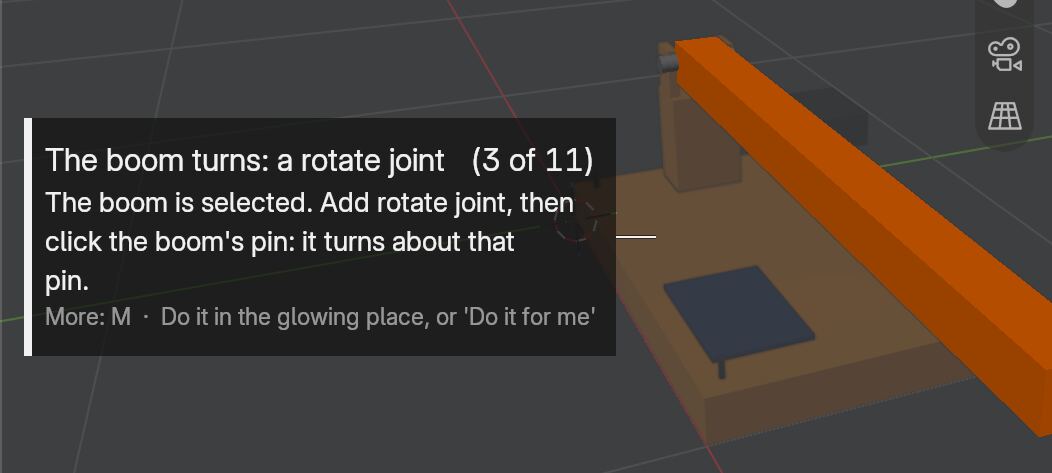 The boom turns: a rotate joint (3 of 11)
The boom is selected. Add rotate joint, then
click the boom's pin: it turns about that
pin.
More: M · Do it in the glowing place, or 'Do it for me'